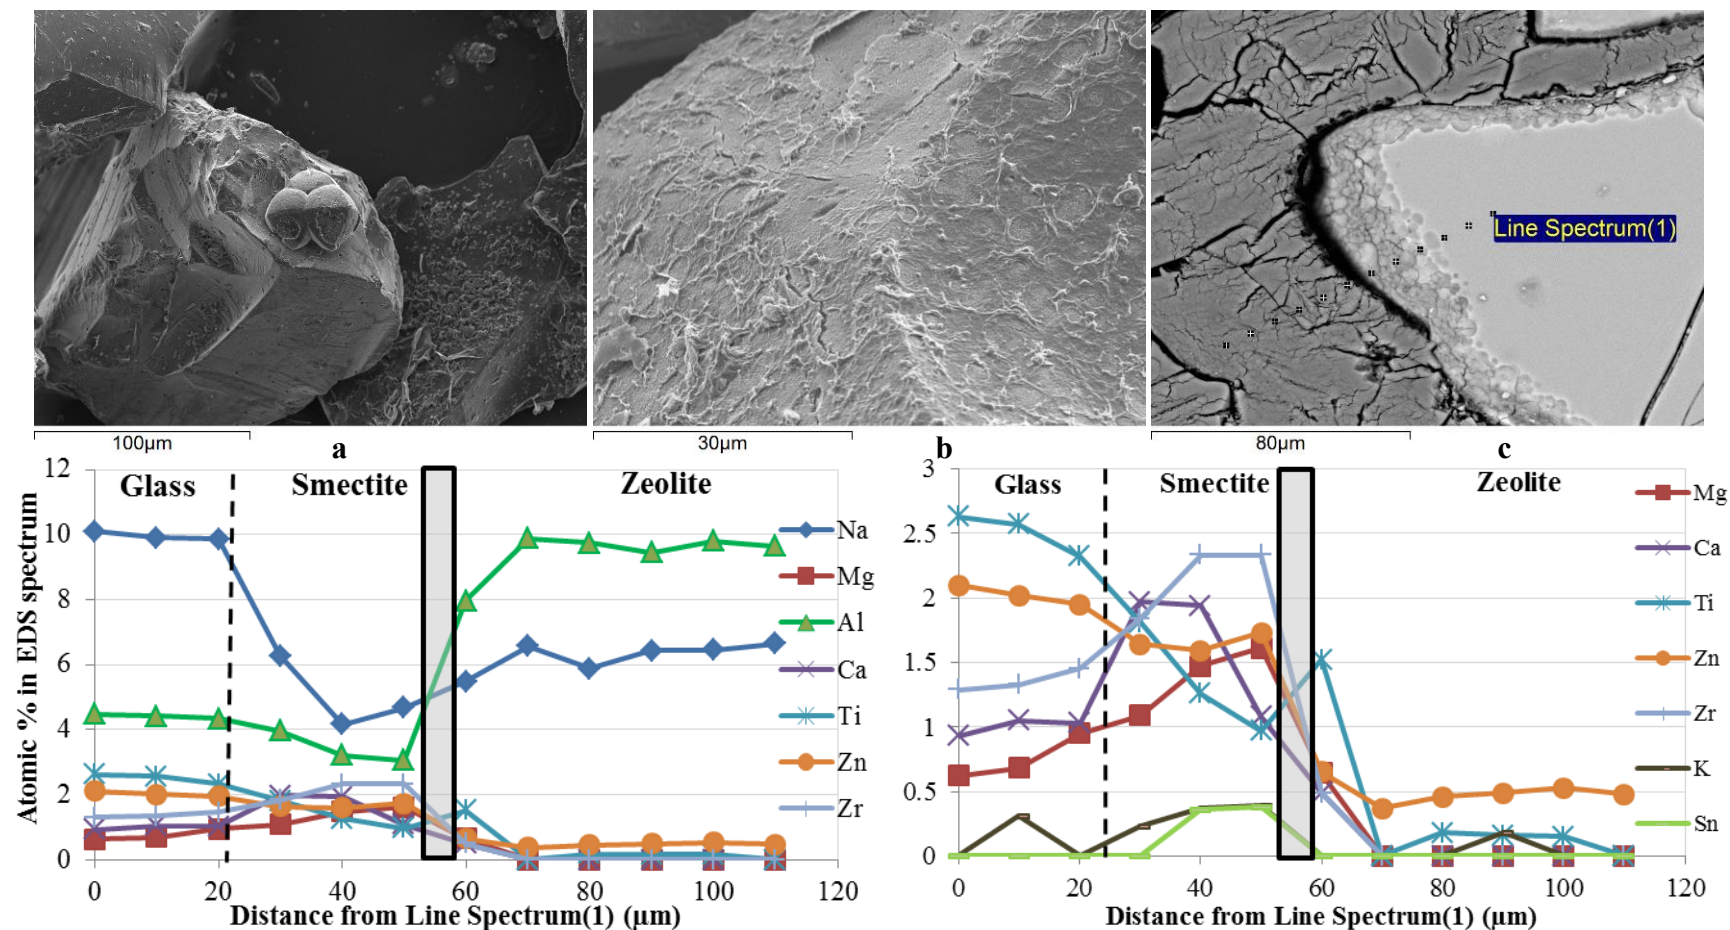 Line Spectrum(1)
100µm
30µm
80µm
a
b
c
Atomic % in EDS spectrum
12
10
8
6
4
2
0
Glass
Smectite
Zeolite
Na
Mg
Al
Ca
Ti
Zn
Zr
0 20 40 60 80 100 120
Distance from Line Spectrum(1) (µm)
3
2.5
2
1.5
1
0.5
0
Glass
Smectite
Zeolite
Mg
Ca
Ti
Zn
Zr
K
Sn
0 20 40 60 80 100 120
Distance from Line Spectrum(1) (µm)